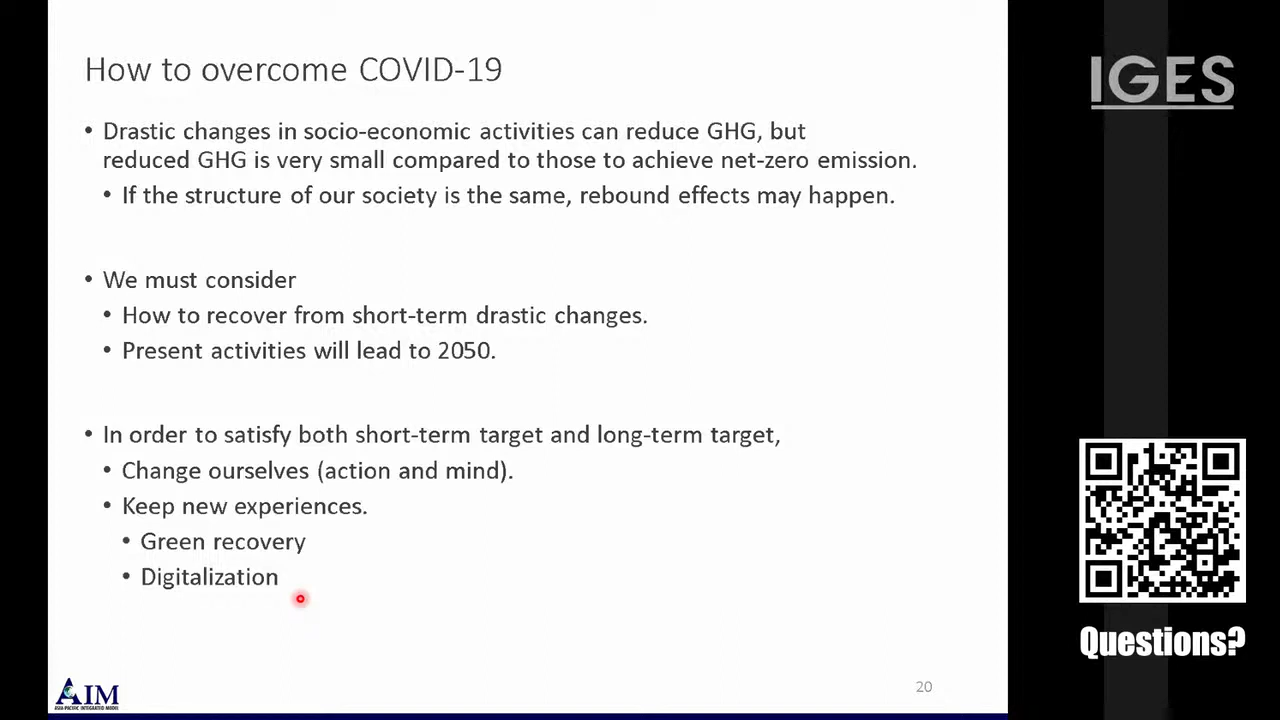 How to overcome COVID-19
• Drastic changes in socio-economic activities can reduce GHG, but
reduced GHG is very small compared to those to achieve net-zero emission.
• If the structure of our society is the same, rebound effects may happen.
• We must consider
• How to recover from short-term drastic changes.
• Present activities will lead to 2050.
• In order to satisfy both short-term target and long-term target,
• Change ourselves (action and mind).
• Keep new experiences.
• Green recovery
• Digitalization
AIM
ASIA-PACIFIC INTEGRATED MODEL
20
IGES
Questions?